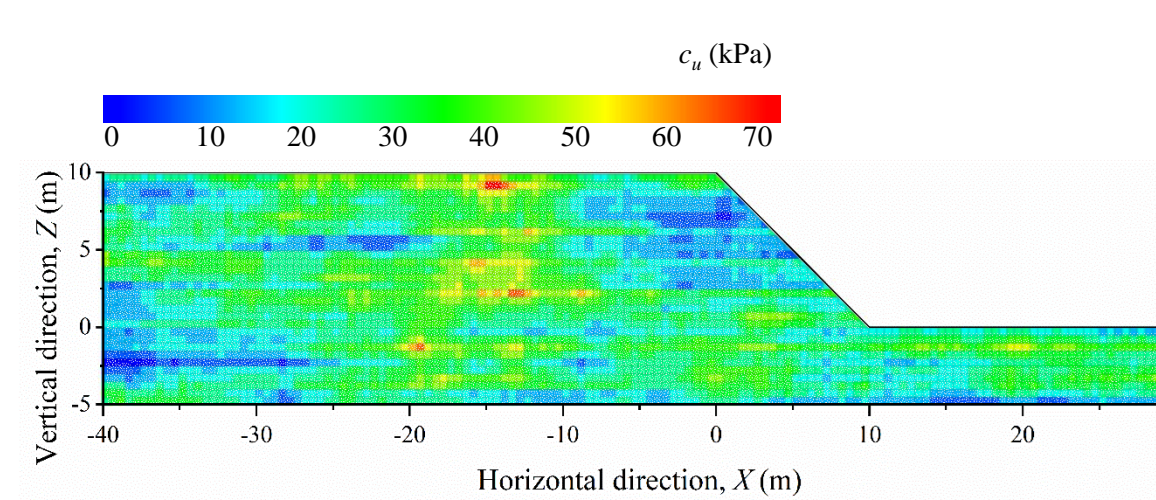 c_u (kPa)
0 10 20 30 40 50 60 70
Vertical direction, Z (m)
10
5
0
-5
-40 -30 -20 -10 0 10 20
Horizontal direction, X (m)